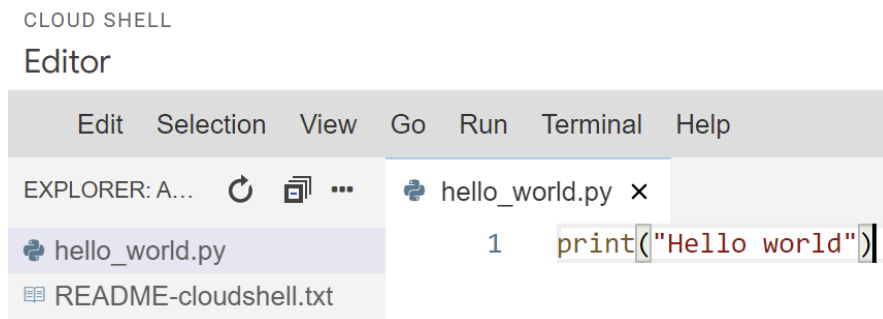 CLOUD SHELL
Editor
Edit Selection View Go Run Terminal Help
EXPLORER: A...
hello_world.py
README-cloudshell.txt
hello_world.py
1 print("Hello world")